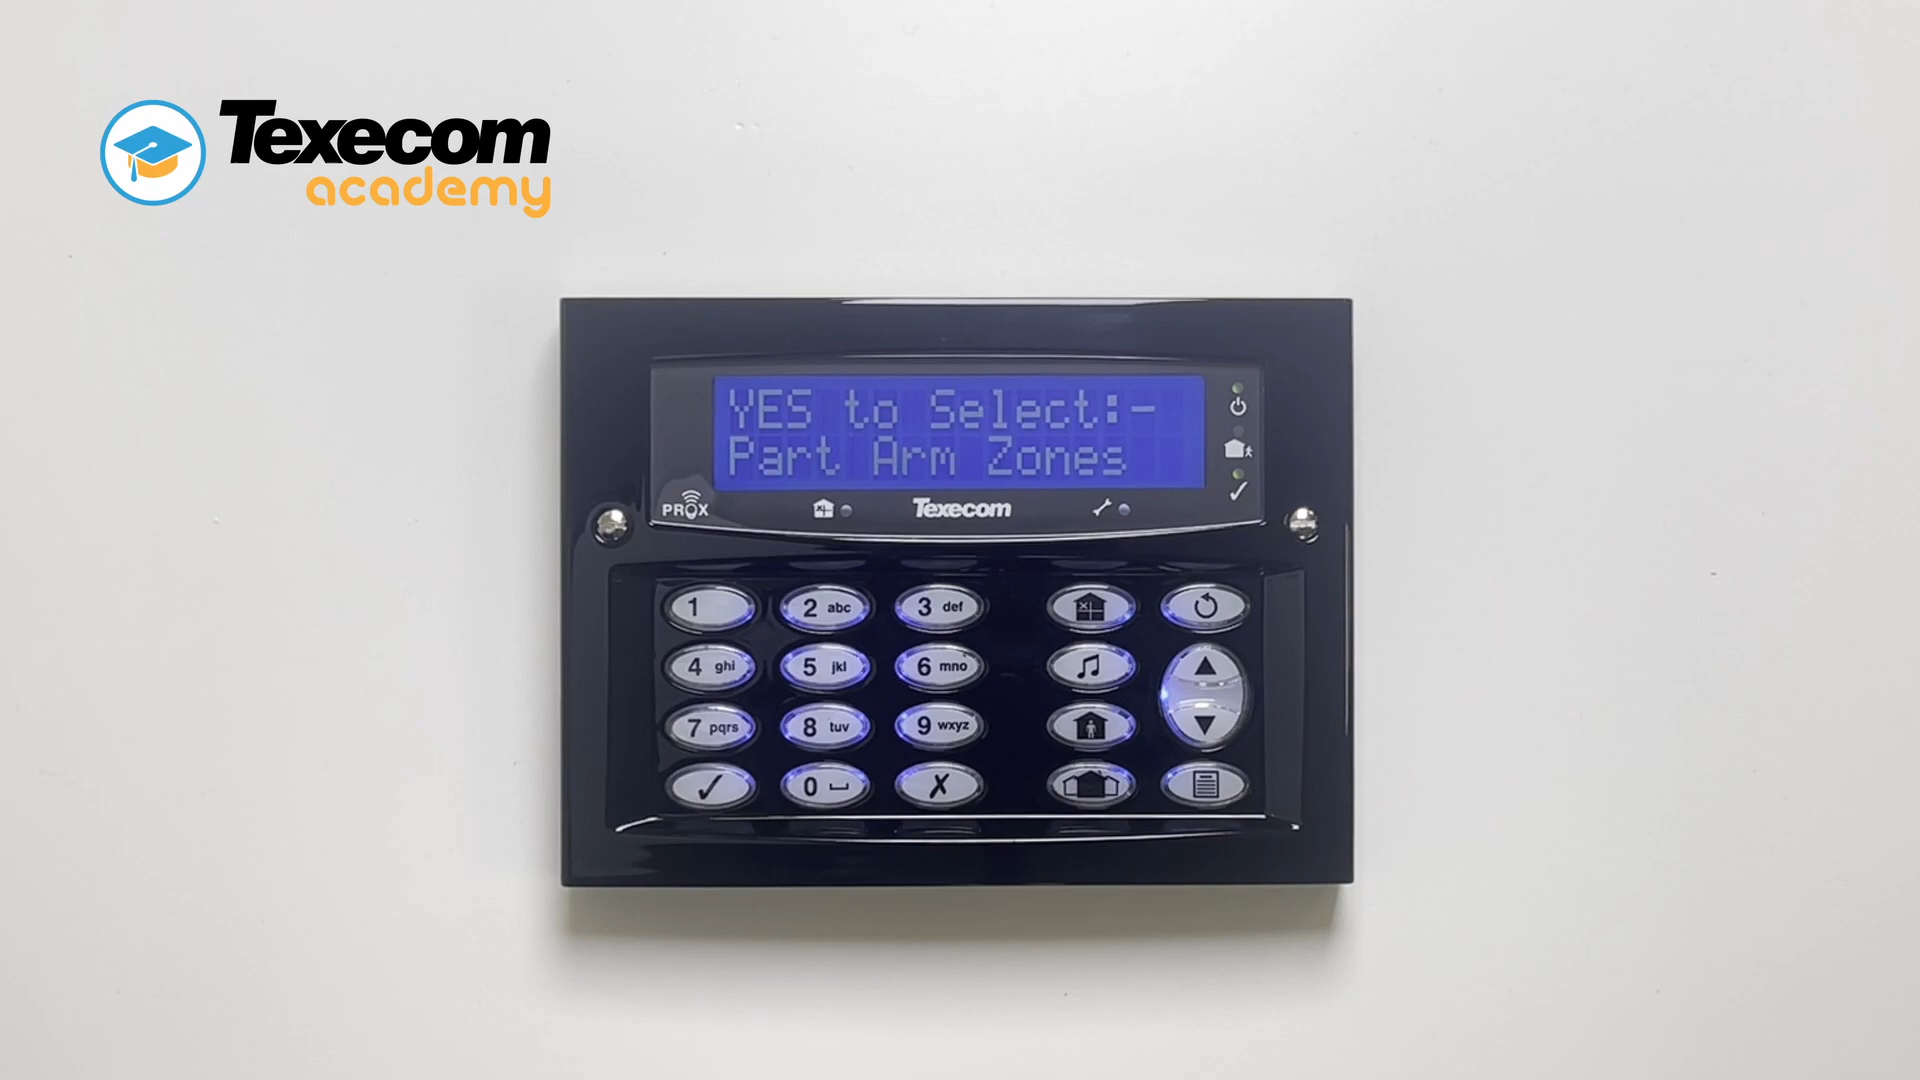 Texecom
academy
YES to Select:-
Part Arm Zones
PROX
Texecom
1
2 abc
3 def
4 ghi
5 jkl
6 mno
7 pqrs
8 tuv
9 wxyz
0